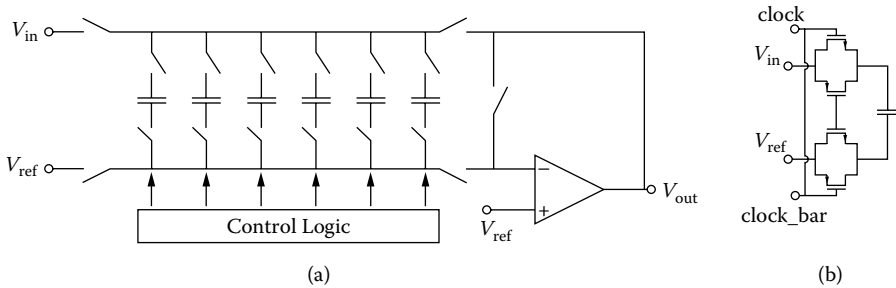 V_in
V_ref
Control Logic
−
+
V_ref
V_out
(a)
clock
V_in
V_ref
clock_bar
(b)